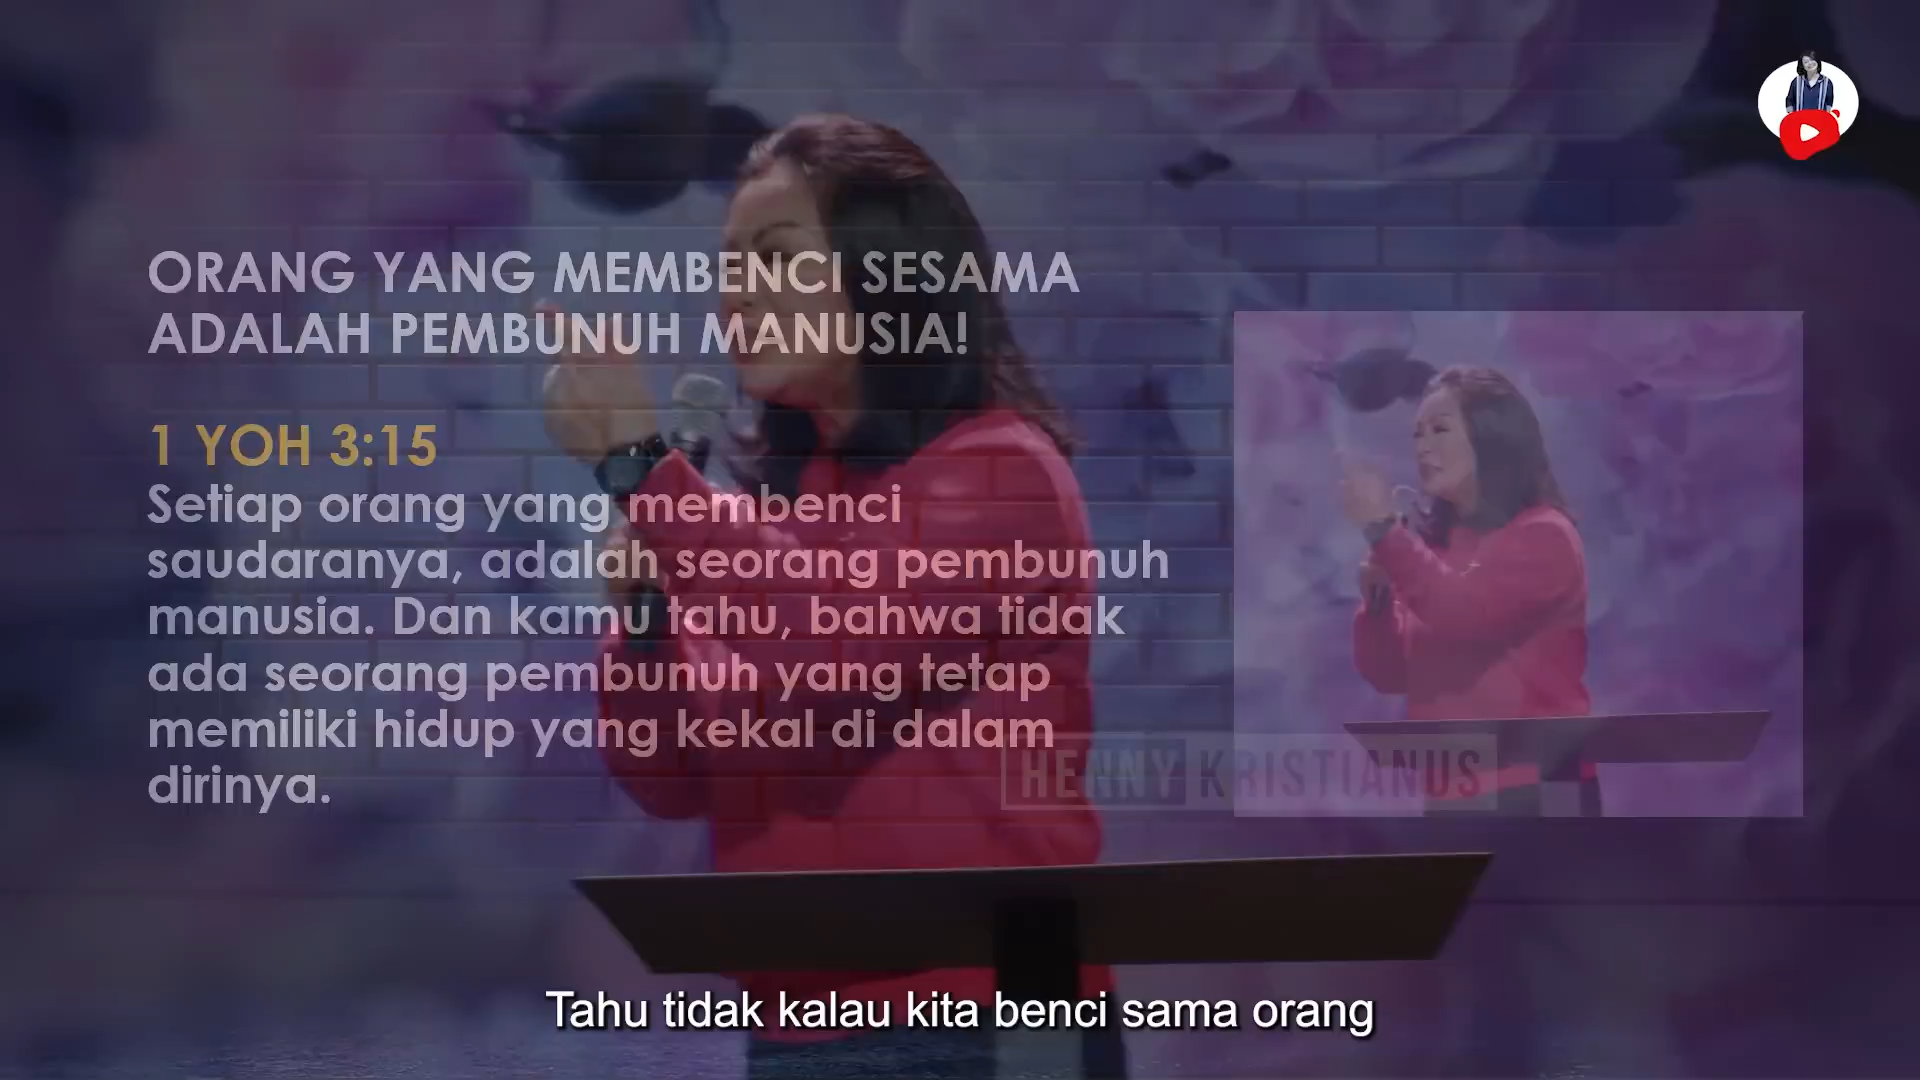 ORANG YANG MEMBENCI SESAMA
ADALAH PEMBUNUH MANUSIA!
1 YOH 3:15
Setiap orang yang membenci
saudaranya, adalah seorang pembunuh
manusia. Dan kamu tahu, bahwa tidak
ada seorang pembunuh yang tetap
memiliki hidup yang kekal di dalam
dirinya.
HENNY KRISTIANUS
Tahu tidak kalau kita benci sama orang